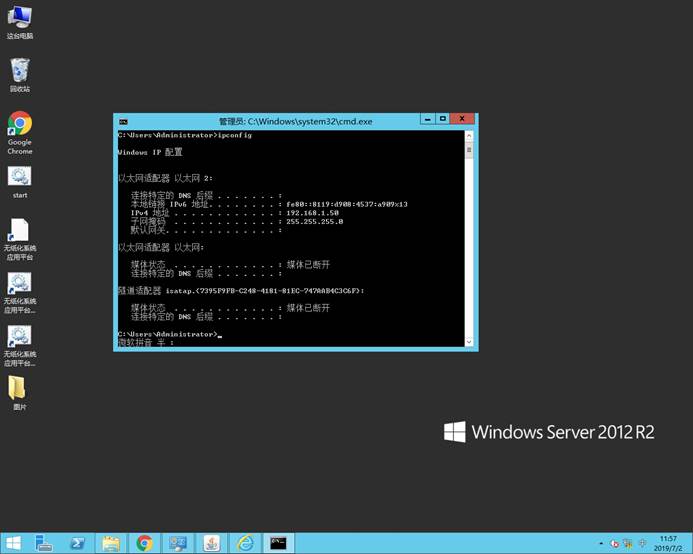 这台电脑
回收站
Google
Chrome
start
无纸化系统
应用平台
无纸化系统
应用平台...
无纸化系统
应用平台...
图片
管理员: C:\Windows\system32\cmd.exe
C:\Users\Administrator>ipconfig
Windows IP 配置
以太网适配器 以太网 2:
连接特定的 DNS 后缀 . . . . . . . :
本地链接 IPv6 地址. . . . . . . . : fe80::8119:d908:4537:a909%13
IPv4 地址 . . . . . . . . . . . . : 192.168.1.50
子网掩码  . . . . . . . . . . . . : 255.255.255.0
默认网关. . . . . . . . . . . . . :
以太网适配器 以太网:
媒体状态  . . . . . . . . . . . . : 媒体已断开
连接特定的 DNS 后缀 . . . . . . . :
隧道适配器 isatap.{7395F9FB-C248-4181-81EC-747AAB4C3C6F}:
媒体状态  . . . . . . . . . . . . : 媒体已断开
连接特定的 DNS 后缀 . . . . . . . :
C:\Users\Administrator>_
微软拼音 半 :
Windows Server 2012 R2
中
11:57
2019/7/2